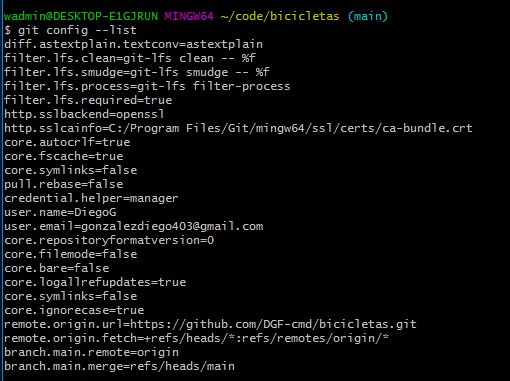 wadmin@DESKTOP-E1GJRUN MINGW64 ~/code/bicicletas (main)
$ git config --list
diff.astextplain.textconv=astextplain
filter.lfs.clean=git-lfs clean -- %f
filter.lfs.smudge=git-lfs smudge -- %f
filter.lfs.process=git-lfs filter-process
filter.lfs.required=true
http.sslbackend=openssl
http.sslcainfo=C:/Program Files/Git/mingw64/ssl/certs/ca-bundle.crt
core.autocrlf=true
core.fscache=true
core.symlinks=false
pull.rebase=false
credential.helper=manager
user.name=DiegoG
user.email=gonzalezdiego403@gmail.com
core.repositoryformatversion=0
core.filemode=false
core.bare=false
core.logallrefupdates=true
core.symlinks=false
core.ignorecase=true
remote.origin.url=https://github.com/DGF-cmd/bicicletas.git
remote.origin.fetch=+refs/heads/*:refs/remotes/origin/*
branch.main.remote=origin
branch.main.merge=refs/heads/main